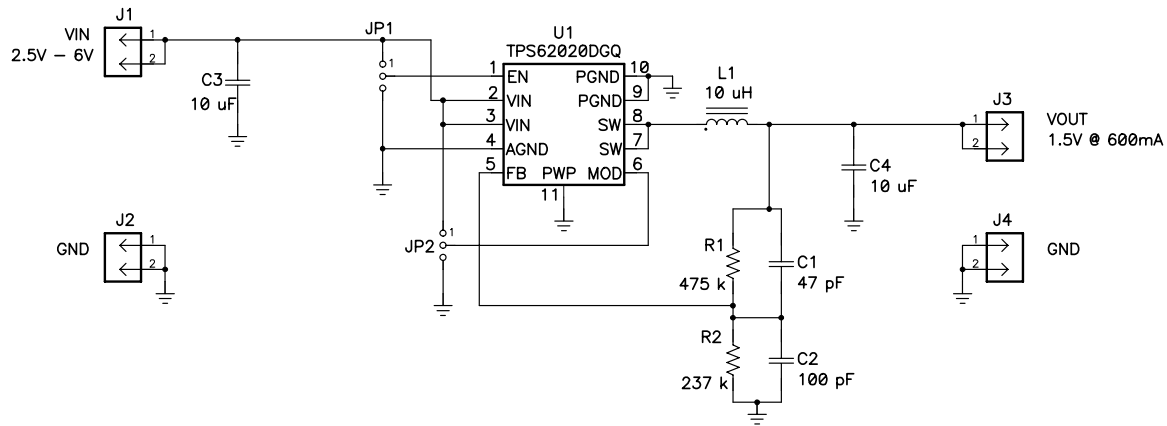 J1
VIN
2.5V – 6V
1
2
C3
10 uF
JP1
1
U1
TPS62020DGQ
1
EN
2
VIN
3
VIN
4
AGND
5
FB
PWP
11
PGND
10
PGND
9
SW
8
SW
7
MOD
6
L1
10 uH
J3
1
2
VOUT
1.5V @ 600mA
C4
10 uF
J2
GND
1
2
JP2
1
R1
475 k
C1
47 pF
R2
237 k
C2
100 pF
J4
1
2
GND